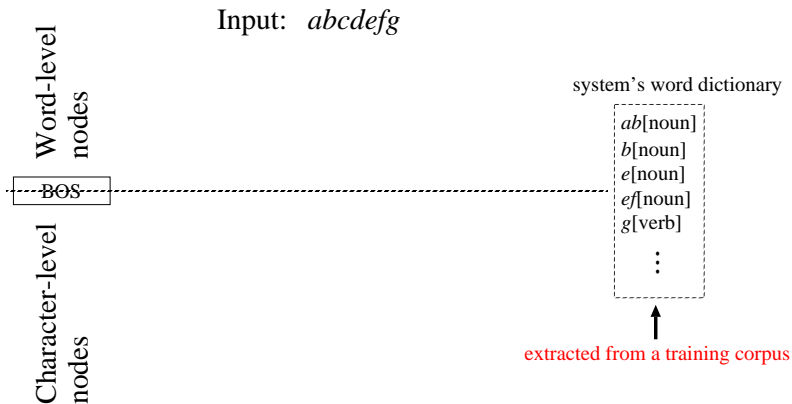 Input: abcdefg
Word-level
nodes
system's word dictionary
ab[noun]
b[noun]
e[noun]
ef[noun]
g[verb]
⋮
BOS
Character-level
nodes
extracted from a training corpus